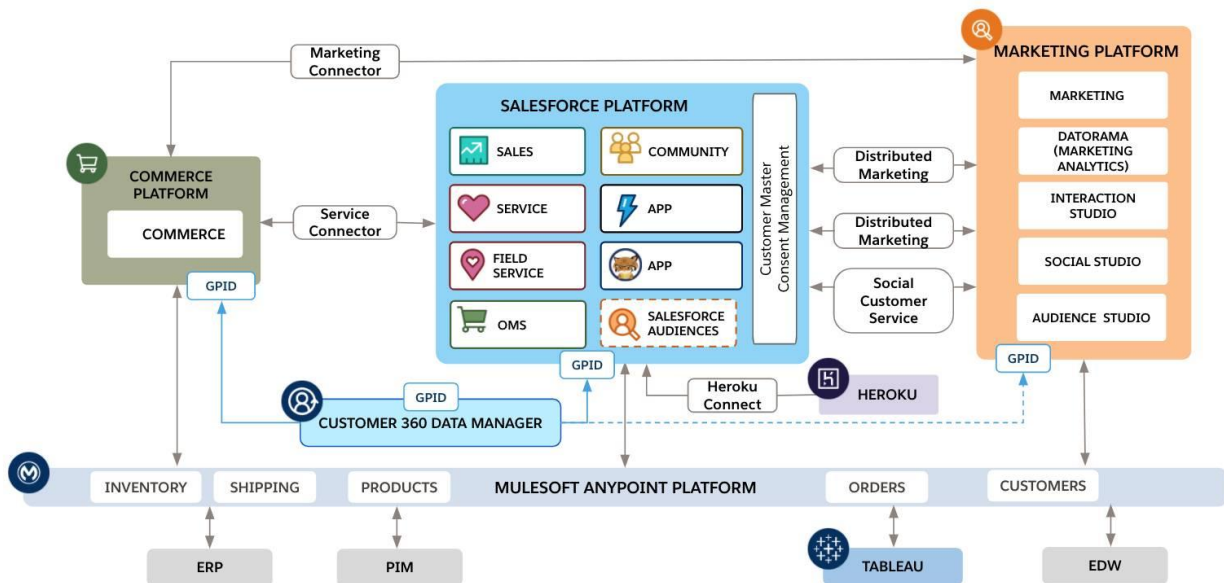 Marketing
Connector
MARKETING PLATFORM
MARKETING
DATORAMA
(MARKETING
ANALYTICS)
INTERACTION
STUDIO
SOCIAL STUDIO
AUDIENCE STUDIO
GPID
SALESFORCE PLATFORM
SALES
COMMUNITY
SERVICE
APP
FIELD
SERVICE
APP
OMS
SALESFORCE
AUDIENCES
Customer Master
Consent Management
GPID
Distributed
Marketing
Distributed
Marketing
Social
Customer
Service
COMMERCE
PLATFORM
COMMERCE
GPID
Service
Connector
GPID
CUSTOMER 360 DATA MANAGER
Heroku
Connect
HEROKU
INVENTORY
SHIPPING
PRODUCTS
MULESOFT ANYPOINT PLATFORM
ORDERS
CUSTOMERS
ERP
PIM
TABLEAU
EDW